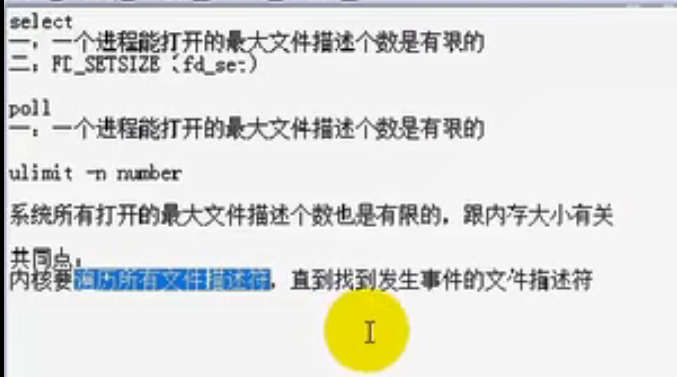 select
一，一个进程能打开的最大文件描述个数是有限的
二，FD_SETSIZE（fd_set）
poll
一，一个进程能打开的最大文件描述个数是有限的
ulimit -n number
系统所有打开的最大文件描述个数也是有限的，跟内存大小有关
共同点，
内核要遍历所有文件描述符，直到找到发生事件的文件描述符